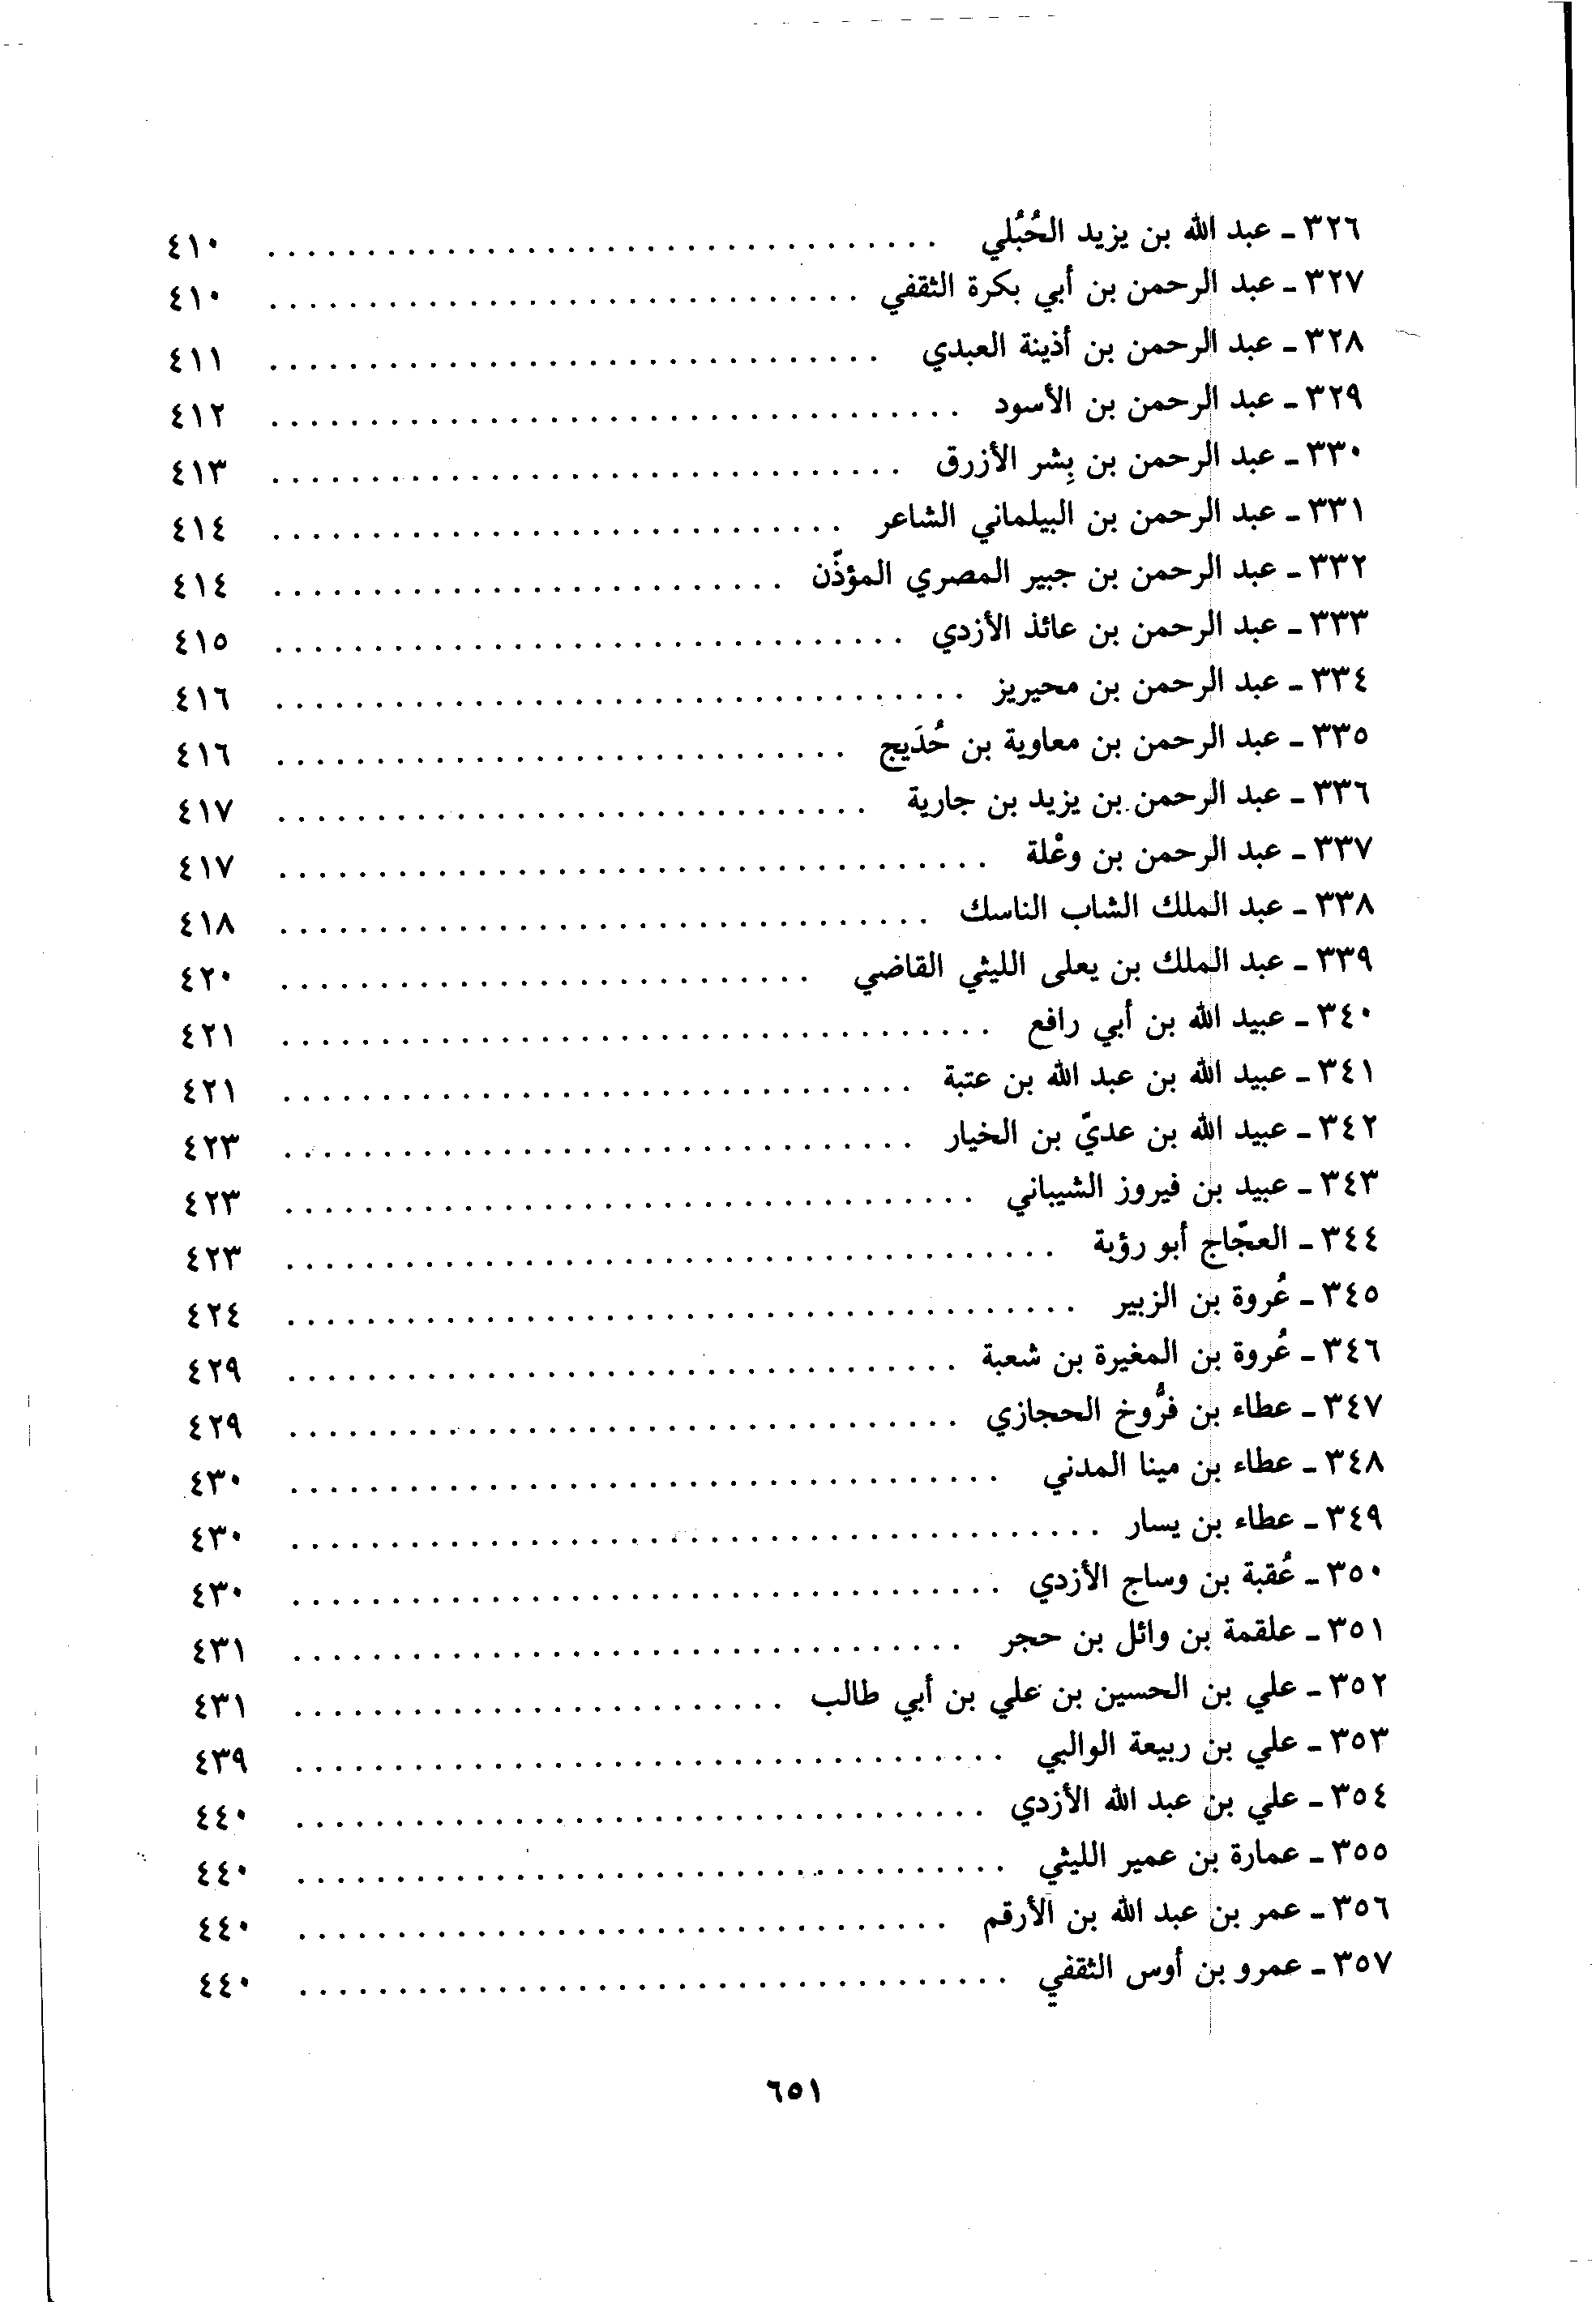 ٣٢٦ ـ عبد الله بن يزيد الحُبُلي . . . . . . . . . . . . . . . . . . . . ٤١٠
٣٢٧ ـ عبد الرحمن بن أبي بكرة الثقفي . . . . . . . . . . . . . . . . . . . . ٤١٠
٣٢٨ ـ عبد الرحمن بن أذينة العبدي . . . . . . . . . . . . . . . . . . . . ٤١١
٣٢٩ ـ عبد الرحمن بن الأسود . . . . . . . . . . . . . . . . . . . . ٤١٢
٣٣٠ ـ عبد الرحمن بن بِشر الأزرق . . . . . . . . . . . . . . . . . . . . ٤١٣
٣٣١ ـ عبد الرحمن بن البيلماني الشاعر . . . . . . . . . . . . . . . . . . . . ٤١٤
٣٣٢ ـ عبد الرحمن بن جبير المصري المؤذّن . . . . . . . . . . . . . . . . . . . . ٤١٤
٣٣٣ ـ عبد الرحمن بن عائذ الأزدي . . . . . . . . . . . . . . . . . . . . ٤١٥
٣٣٤ ـ عبد الرحمن بن محيريز . . . . . . . . . . . . . . . . . . . . ٤١٦
٣٣٥ ـ عبد الرحمن بن معاوية بن حُدَيج . . . . . . . . . . . . . . . . . . . . ٤١٦
٣٣٦ ـ عبد الرحمن بن يزيد بن جارية . . . . . . . . . . . . . . . . . . . . ٤١٧
٣٣٧ ـ عبد الرحمن بن وعْلة . . . . . . . . . . . . . . . . . . . . ٤١٧
٣٣٨ ـ عبد الملك الشاب الناسك . . . . . . . . . . . . . . . . . . . . ٤١٨
٣٣٩ ـ عبد الملك بن يعلى الليثي القاضي . . . . . . . . . . . . . . . . . . . . ٤٢٠
٣٤٠ ـ عبيد الله بن أبي رافع . . . . . . . . . . . . . . . . . . . . ٤٢١
٣٤١ ـ عبيد الله بن عبد الله بن عتبة . . . . . . . . . . . . . . . . . . . . ٤٢١
٣٤٢ ـ عبيد الله بن عديّ بن الخيار . . . . . . . . . . . . . . . . . . . . ٤٢٣
٣٤٣ ـ عبيد بن فيروز الشيباني . . . . . . . . . . . . . . . . . . . . ٤٢٣
٣٤٤ ـ العجّاج أبو رؤبة . . . . . . . . . . . . . . . . . . . . ٤٢٣
٣٤٥ ـ عُروة بن الزبير . . . . . . . . . . . . . . . . . . . . ٤٢٤
٣٤٦ ـ عُروة بن المغيرة بن شعبة . . . . . . . . . . . . . . . . . . . . ٤٢٩
٣٤٧ ـ عطاء بن فرُّوخ الحجازي . . . . . . . . . . . . . . . . . . . . ٤٢٩
٣٤٨ ـ عطاء بن مينا المدني . . . . . . . . . . . . . . . . . . . . ٤٣٠
٣٤٩ ـ عطاء بن يسار . . . . . . . . . . . . . . . . . . . . ٤٣٠
٣٥٠ ـ عُقبة بن وساج الأزدي . . . . . . . . . . . . . . . . . . . . ٤٣٠
٣٥١ ـ علقمة بن وائل بن حجر . . . . . . . . . . . . . . . . . . . . ٤٣١
٣٥٢ ـ علي بن الحسين بن علي بن أبي طالب . . . . . . . . . . . . . . . . . . . . ٤٣١
٣٥٣ ـ علي بن ربيعة الوالبي . . . . . . . . . . . . . . . . . . . . ٤٣٩
٣٥٤ ـ علي بن عبد الله الأزدي . . . . . . . . . . . . . . . . . . . . ٤٤٠
٣٥٥ ـ عمارة بن عمير الليثي . . . . . . . . . . . . . . . . . . . . ٤٤٠
٣٥٦ ـ عمر بن عبد الله بن الأرقم . . . . . . . . . . . . . . . . . . . . ٤٤٠
٣٥٧ ـ عمرو بن أوس الثقفي . . . . . . . . . . . . . . . . . . . . ٤٤٠
٦٥١